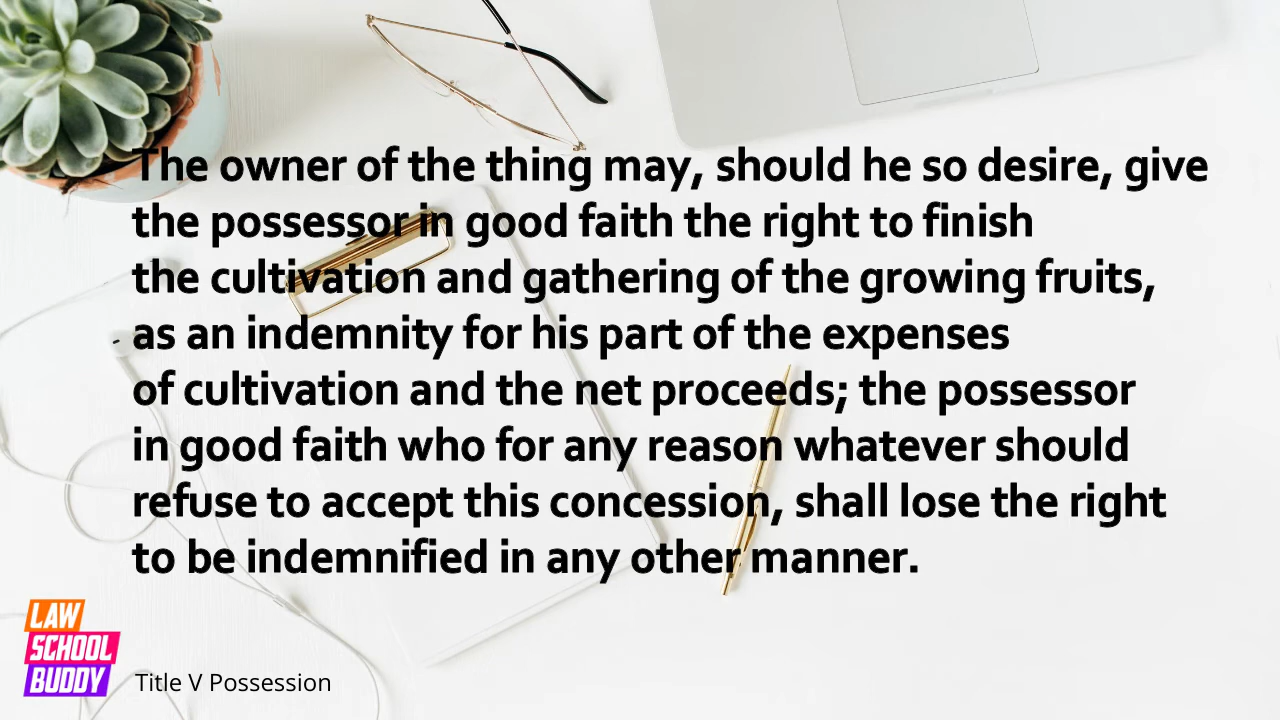 The owner of the thing may, should he so desire, give
the possessor in good faith the right to finish
the cultivation and gathering of the growing fruits,
as an indemnity for his part of the expenses
of cultivation and the net proceeds; the possessor
in good faith who for any reason whatever should
refuse to accept this concession, shall lose the right
to be indemnified in any other manner.
LAW
SCHOOL
BUDDY
Title V Possession